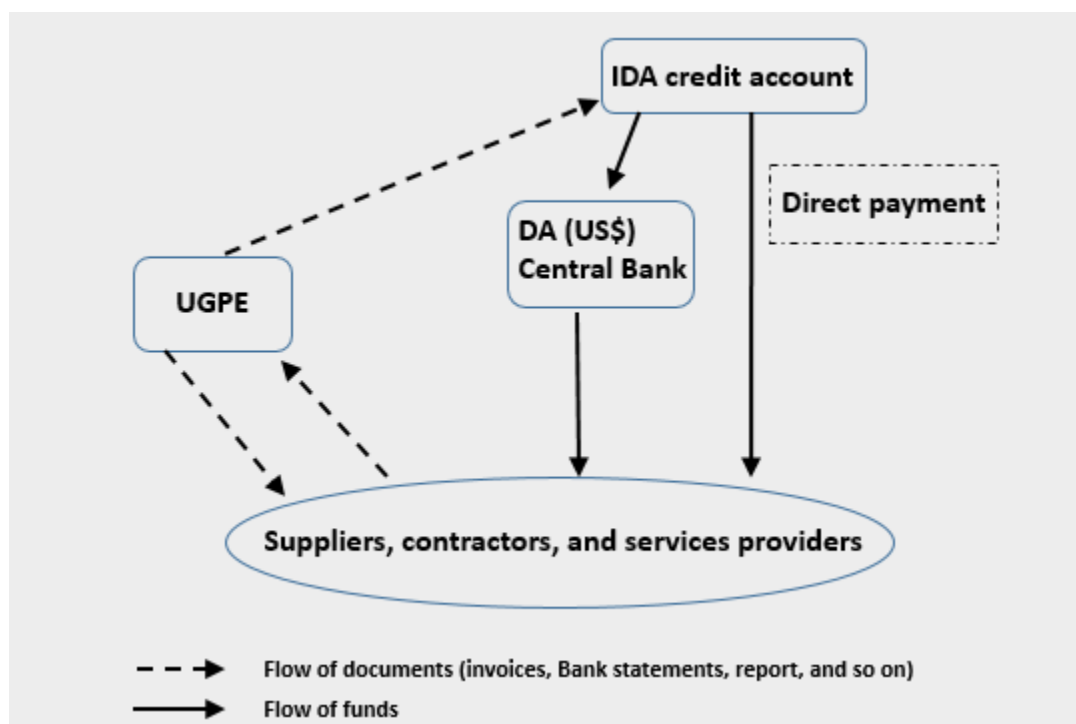 IDA credit account
Direct payment
DA (US$)
Central Bank
UGPE
Suppliers, contractors, and services providers
Flow of documents (invoices, Bank statements, report, and so on)
Flow of funds